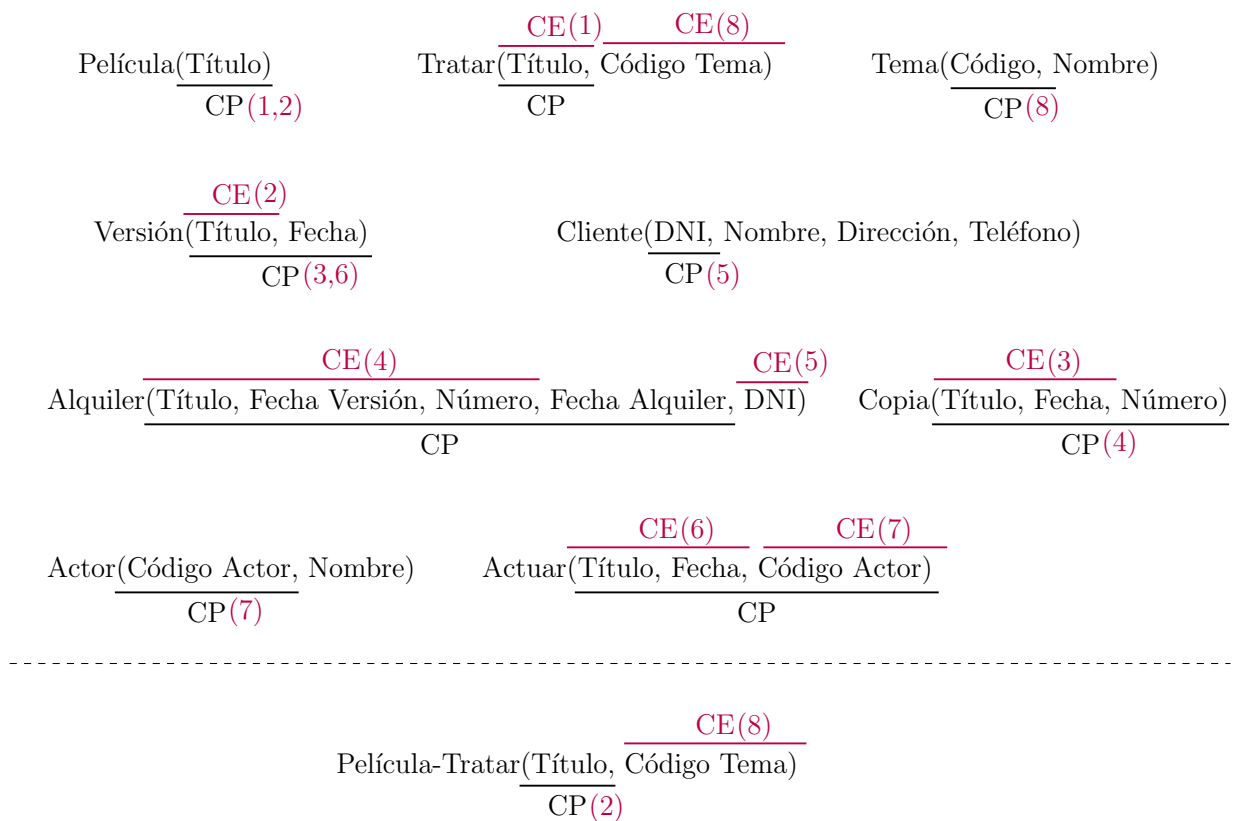 CE(1) CE(8)
Película(Título) Tratar(Título, Código Tema) Tema(Código, Nombre)
CP(1,2) CP CP(8)
CE(2)
Versión(Título, Fecha) Cliente(DNI, Nombre, Dirección, Teléfono)
CP(3,6) CP(5)
CE(4) CE(5) CE(3)
Alquiler(Título, Fecha Versión, Número, Fecha Alquiler, DNI) Copia(Título, Fecha, Número)
CP CP(4)
CE(6) CE(7)
Actor(Código Actor, Nombre) Actuar(Título, Fecha, Código Actor)
CP(7) CP
CE(8)
Película-Tratar(Título, Código Tema)
CP(2)